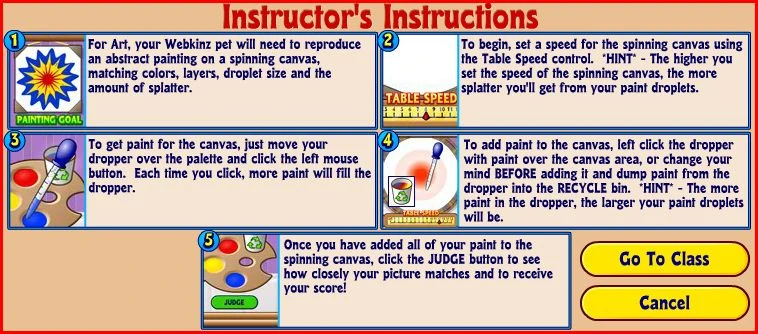 Instructor's Instructions
1
For Art, your Webkinz pet will need to reproduce
an abstract painting on a spinning canvas,
matching colors, layers, droplet size and the
amount of splatter.
PAINTING GOAL
2
To begin, set a speed for the spinning canvas using
the Table Speed control. *HINT* - The higher you
set the speed of the spinning canvas, the more
splatter you'll get from your paint droplets.
TABLE SPEED
3
To get paint for the canvas, just move your
dropper over the palette and click the left mouse
button. Each time you click, more paint will fill the
dropper.
4
To add paint to the canvas, left click the dropper
with paint over the canvas area, or change your
mind BEFORE adding it and dump paint from the
dropper into the RECYCLE bin. *HINT* - The more
paint in the dropper, the larger your paint droplets
will be.
TABLE SPEED
5
Once you have added all of your paint to the
spinning canvas, click the JUDGE button to see
how closely your picture matches and to receive
your score!
JUDGE
Go To Class
Cancel